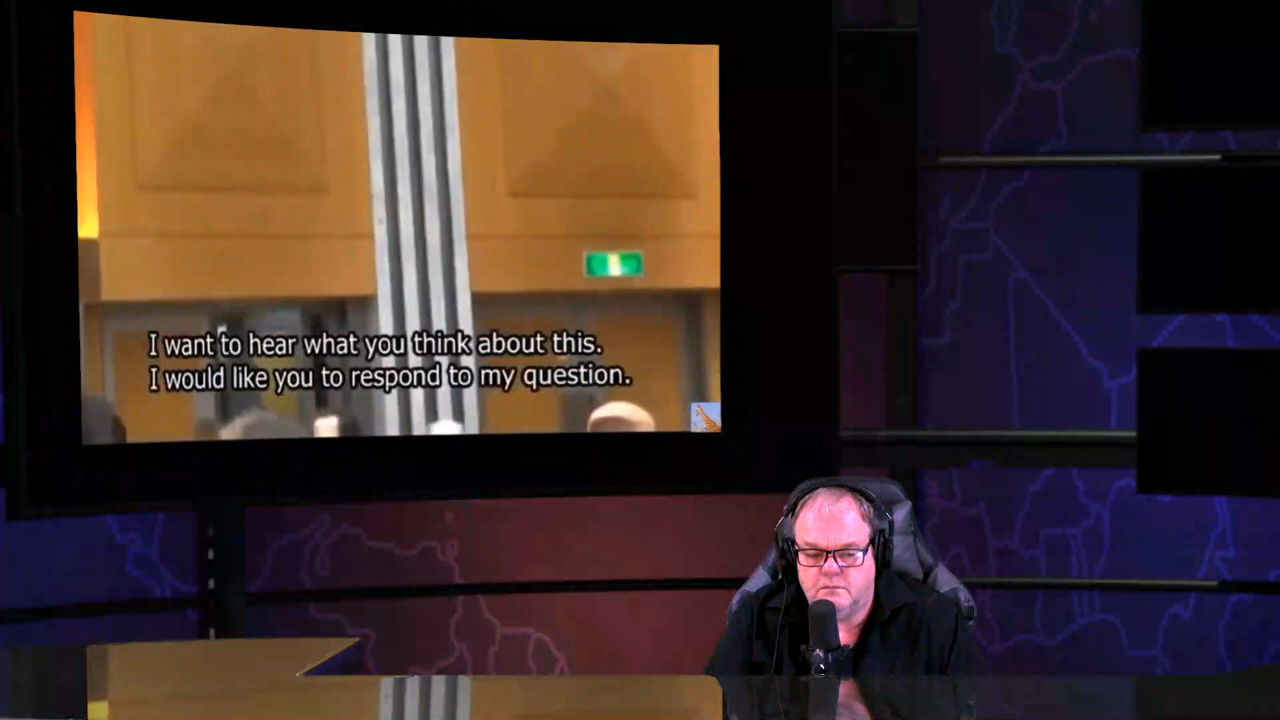 I want to hear what you think about this.
I would like you to respond to my question.